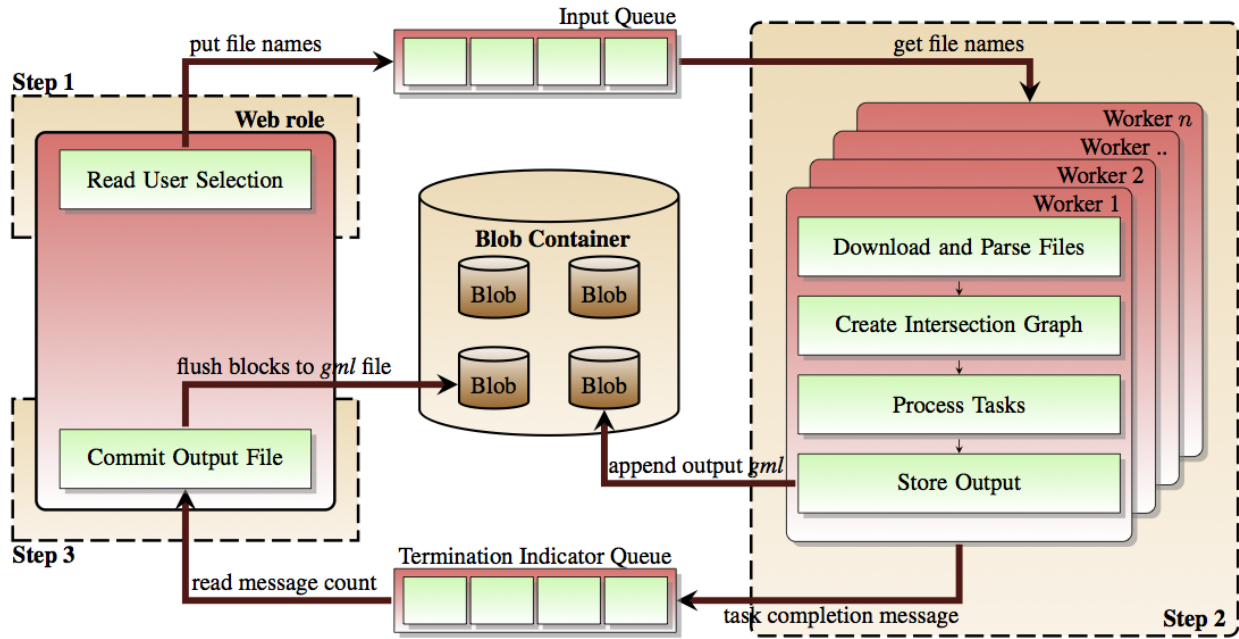 Input Queue
put file names
get file names
Step 1
Web role
Read User Selection
Worker n
Worker ..
Worker 2
Worker 1
Download and Parse Files
Create Intersection Graph
Process Tasks
Store Output
Blob Container
Blob Blob
Blob Blob
flush blocks to gml file
append output gml
Commit Output File
Step 3
Termination Indicator Queue
read message count
task completion message
Step 2